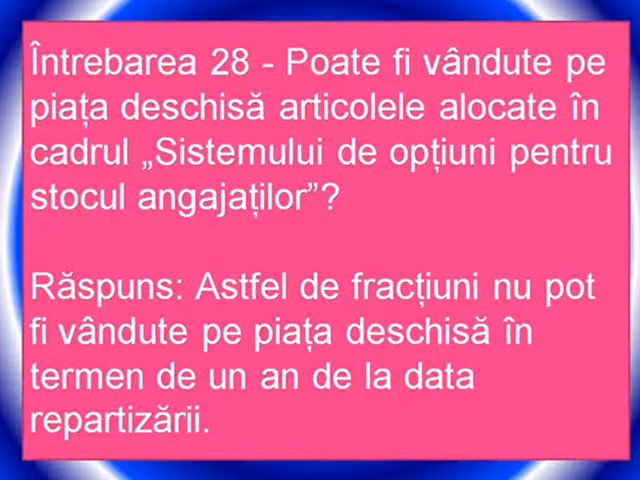 Întrebarea 28 - Poate fi vândute pe
piața deschisă articolele alocate în
cadrul „Sistemului de opțiuni pentru
stocul angajaților”?
Răspuns: Astfel de fracțiuni nu pot
fi vândute pe piața deschisă în
termen de un an de la data
repartizării.